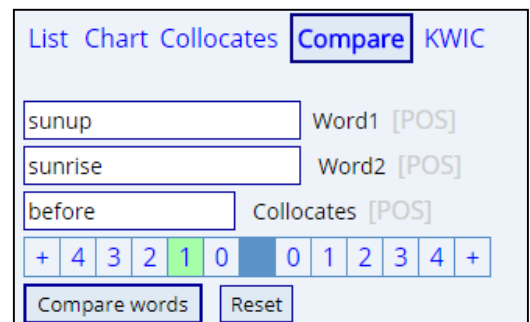 List Chart Collocates Compare KWIC
sunup Word1 [POS]
sunrise Word2 [POS]
before Collocates [POS]
+ 4 3 2 1 0 0 1 2 3 4 +
Compare words Reset